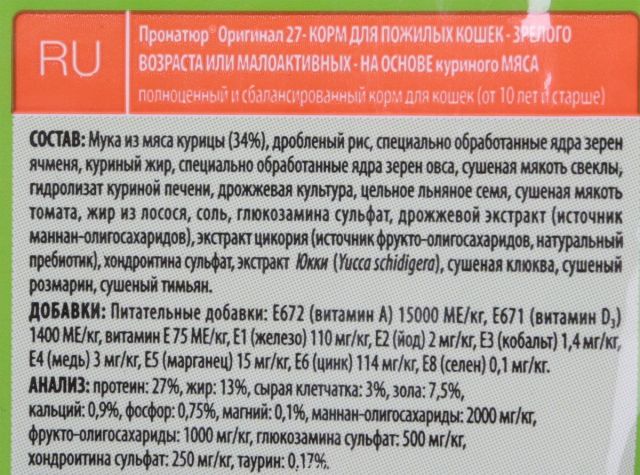 RU
Пронатюр® Оригинал 27- КОРМ ДЛЯ ПОЖИЛЫХ КОШЕК - ЗРЕЛОГО
ВОЗРАСТА ИЛИ МАЛОАКТИВНЫХ - НА ОСНОВЕ куриного МЯСА
полноценный и сбалансированный корм для кошек (от 10 лет и старше)
СОСТАВ: Мука из мяса курицы (34%), дробленый рис, специально обработанные ядра зерен
ячменя, куриный жир, специально обработанные ядра зерен овса, сушеная мякоть свеклы,
гидролизат куриной печени, дрожжевая культура, цельное льняное семя, сушеная мякоть
томата, жир из лосося, соль, глюкозамина сульфат, дрожжевой экстракт (источник
маннан-олигосахаридов), экстракт цикория (источник фрукто-олигосахаридов, натуральный
пребиотик), хондроитина сульфат, экстракт Юкки (Yucca schidigera), сушеная клюква, сушеный
розмарин, сушеный тимьян.
ДОБАВКИ: Питательные добавки: E672 (витамин A) 15000 МЕ/кг, E671 (витамин D3)
1400 МЕ/кг, витамин E 75 МЕ/кг, E1 (железо) 110 мг/кг, E2 (йод) 2 мг/кг, E3 (кобальт) 1,4 мг/кг,
E4 (медь) 3 мг/кг, E5 (марганец) 15 мг/кг, E6 (цинк) 114 мг/кг, E8 (селен) 0,1 мг/кг.
АНАЛИЗ: протеин: 27%, жир: 13%, сырая клетчатка: 3%, зола: 7,5%,
кальций: 0,9%, фосфор: 0,75%, магний: 0,1%, маннан-олигосахариды: 2000 мг/кг,
фрукто-олигосахариды: 1000 мг/кг, глюкозамина сульфат: 500 мг/кг,
хондроитина сульфат: 250 мг/кг, таурин: 0,17%.